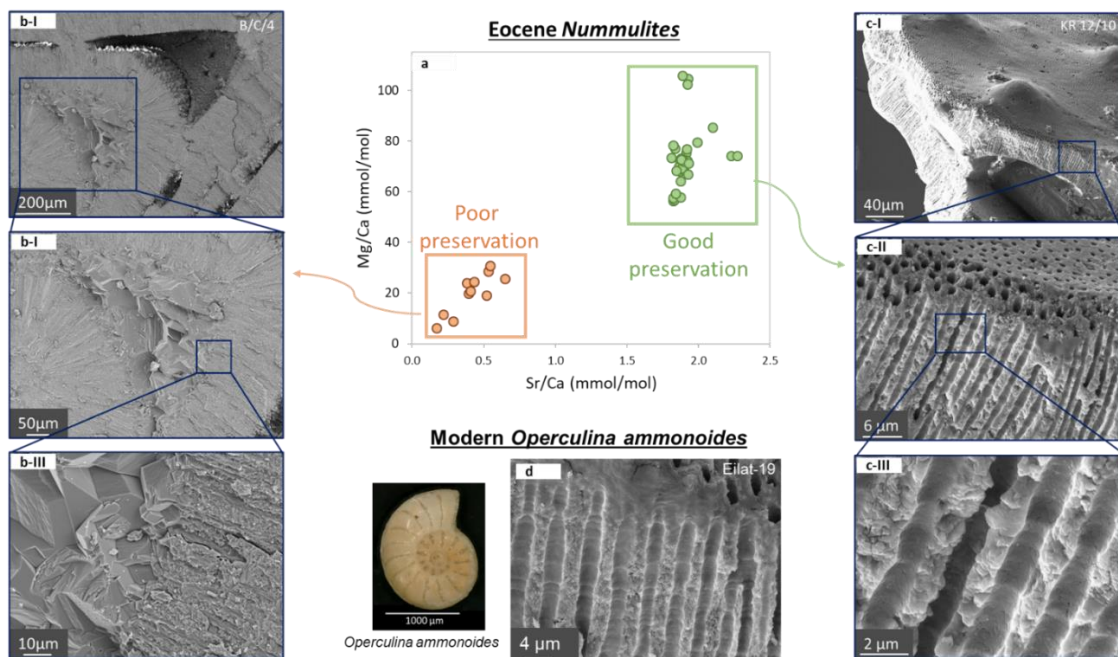 b-I
B/C/4
200μm
b-I
50μm
b-III
10μm
Eocene Nummulites
a
Mg/Ca (mmol/mol)
100
80
60
40
20
0
Poor
preservation
Good
preservation
0.0
0.5
1.0
1.5
2.0
2.5
Sr/Ca (mmol/mol)
Modern Operculina ammonoides
1000 μm
Operculina ammonoides
d
Eilat-19
4 μm
c-I
KR 12/10
40μm
c-II
6 μm
c-III
2 μm